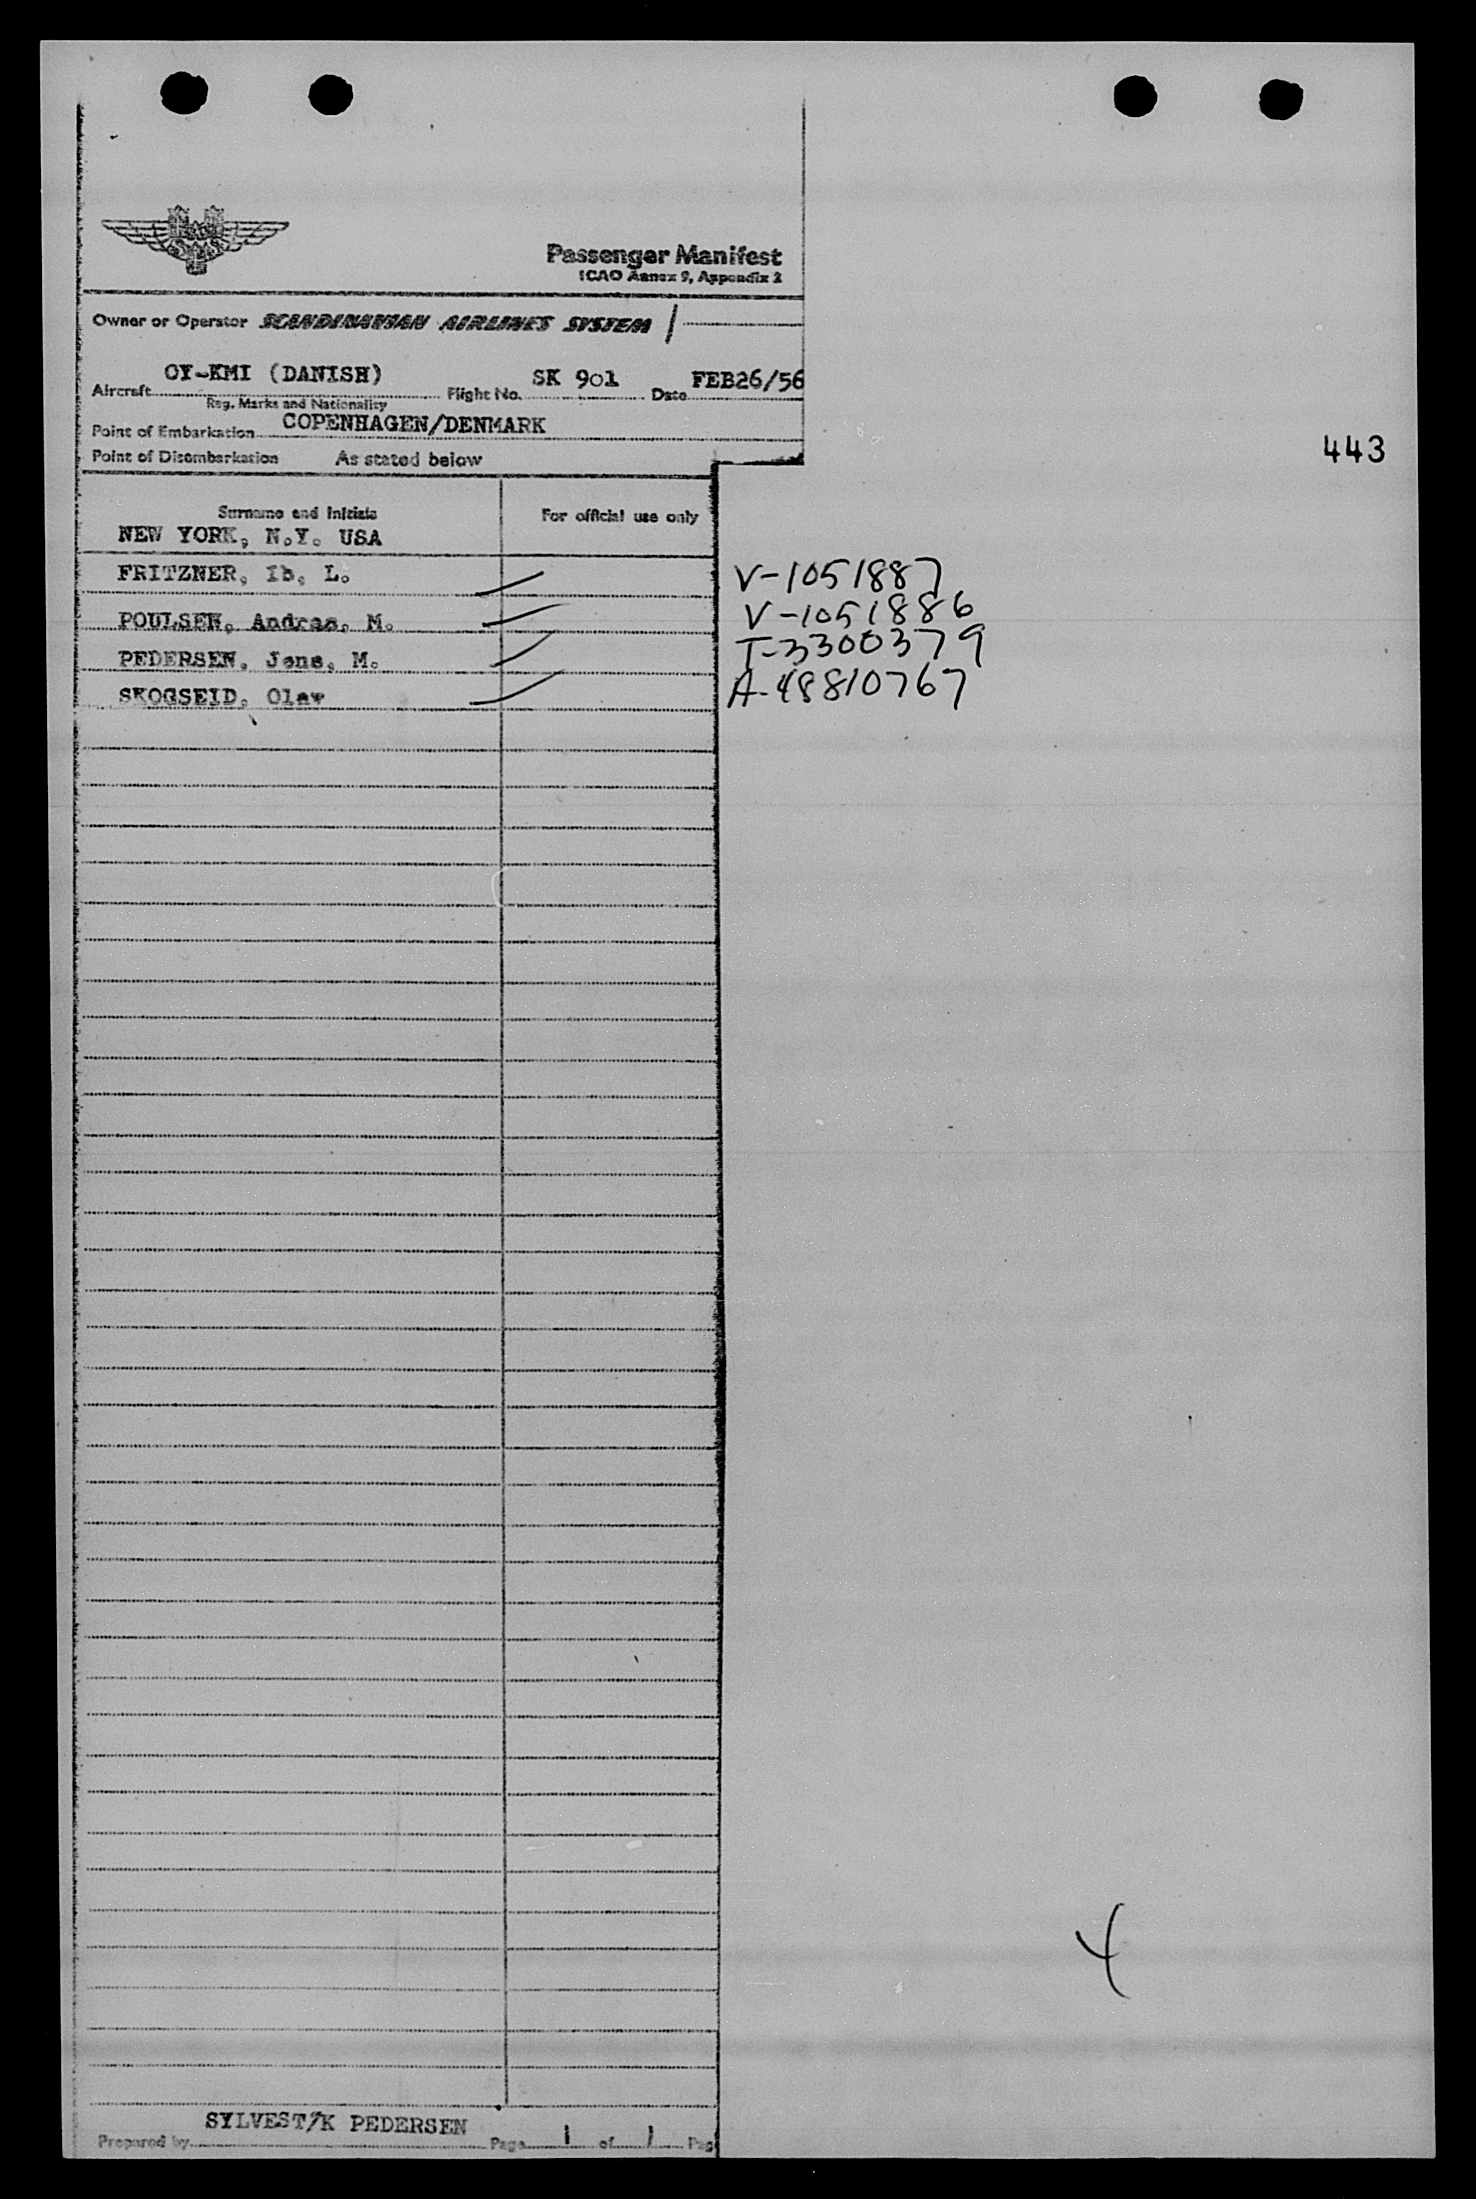 Passenger Manifest
ICAO Annex 9, Appendix 2
Owner or Operator SCANDINAVIAN AIRLINES SYSTEM
Aircraft OY-KMI (DANISH) Flight No. SK 901 Date FEB26/56
Reg. Marks and Nationality
Point of Embarkation COPENHAGEN/DENMARK
Point of Disembarkation As stated below
443
Surname and Initials For official use only
NEW YORK, N.Y. USA
FRITZNER, Ib, L. V-1051887
POULSEN, Andreas, M. V-1051886
PEDERSEN, Jens, M. T-3300379
SKOGSEID, Olav A-48810767
4
SYLVEST/K PEDERSEN
Prepared by Page 1 of 1 Pag